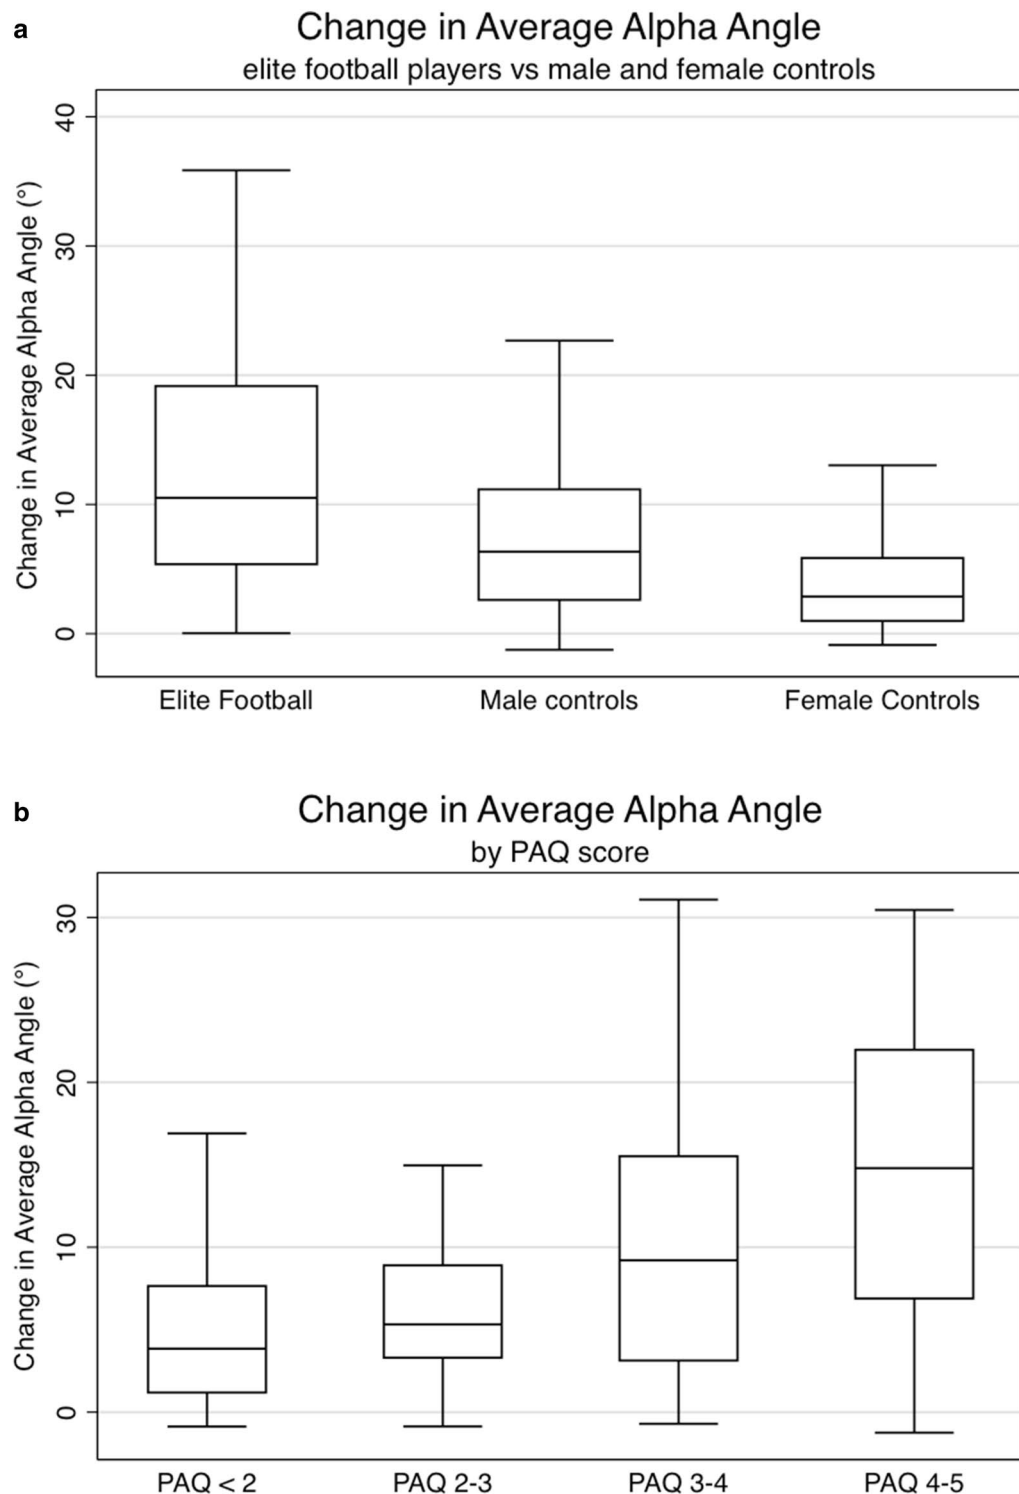 a
Change in Average Alpha Angle
elite football players vs male and female controls
Change in Average Alpha Angle (°)
40
30
20
10
0
Elite Football
Male controls
Female Controls
b
Change in Average Alpha Angle
by PAQ score
Change in Average Alpha Angle (°)
30
20
10
0
PAQ < 2
PAQ 2-3
PAQ 3-4
PAQ 4-5